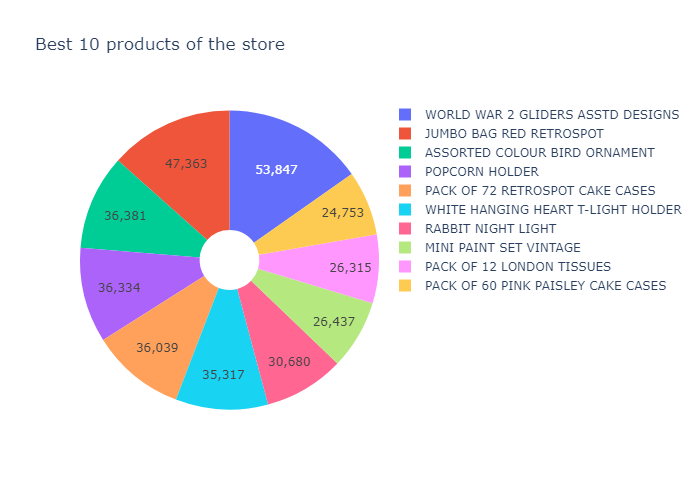 Best 10 products of the store
WORLD WAR 2 GLIDERS ASSTD DESIGNS
JUMBO BAG RED RETROSPOT
ASSORTED COLOUR BIRD ORNAMENT
POPCORN HOLDER
PACK OF 72 RETROSPOT CAKE CASES
WHITE HANGING HEART T-LIGHT HOLDER
RABBIT NIGHT LIGHT
MINI PAINT SET VINTAGE
PACK OF 12 LONDON TISSUES
PACK OF 60 PINK PAISLEY CAKE CASES
53,847
47,363
36,381
36,334
36,039
35,317
30,680
26,437
26,315
24,753